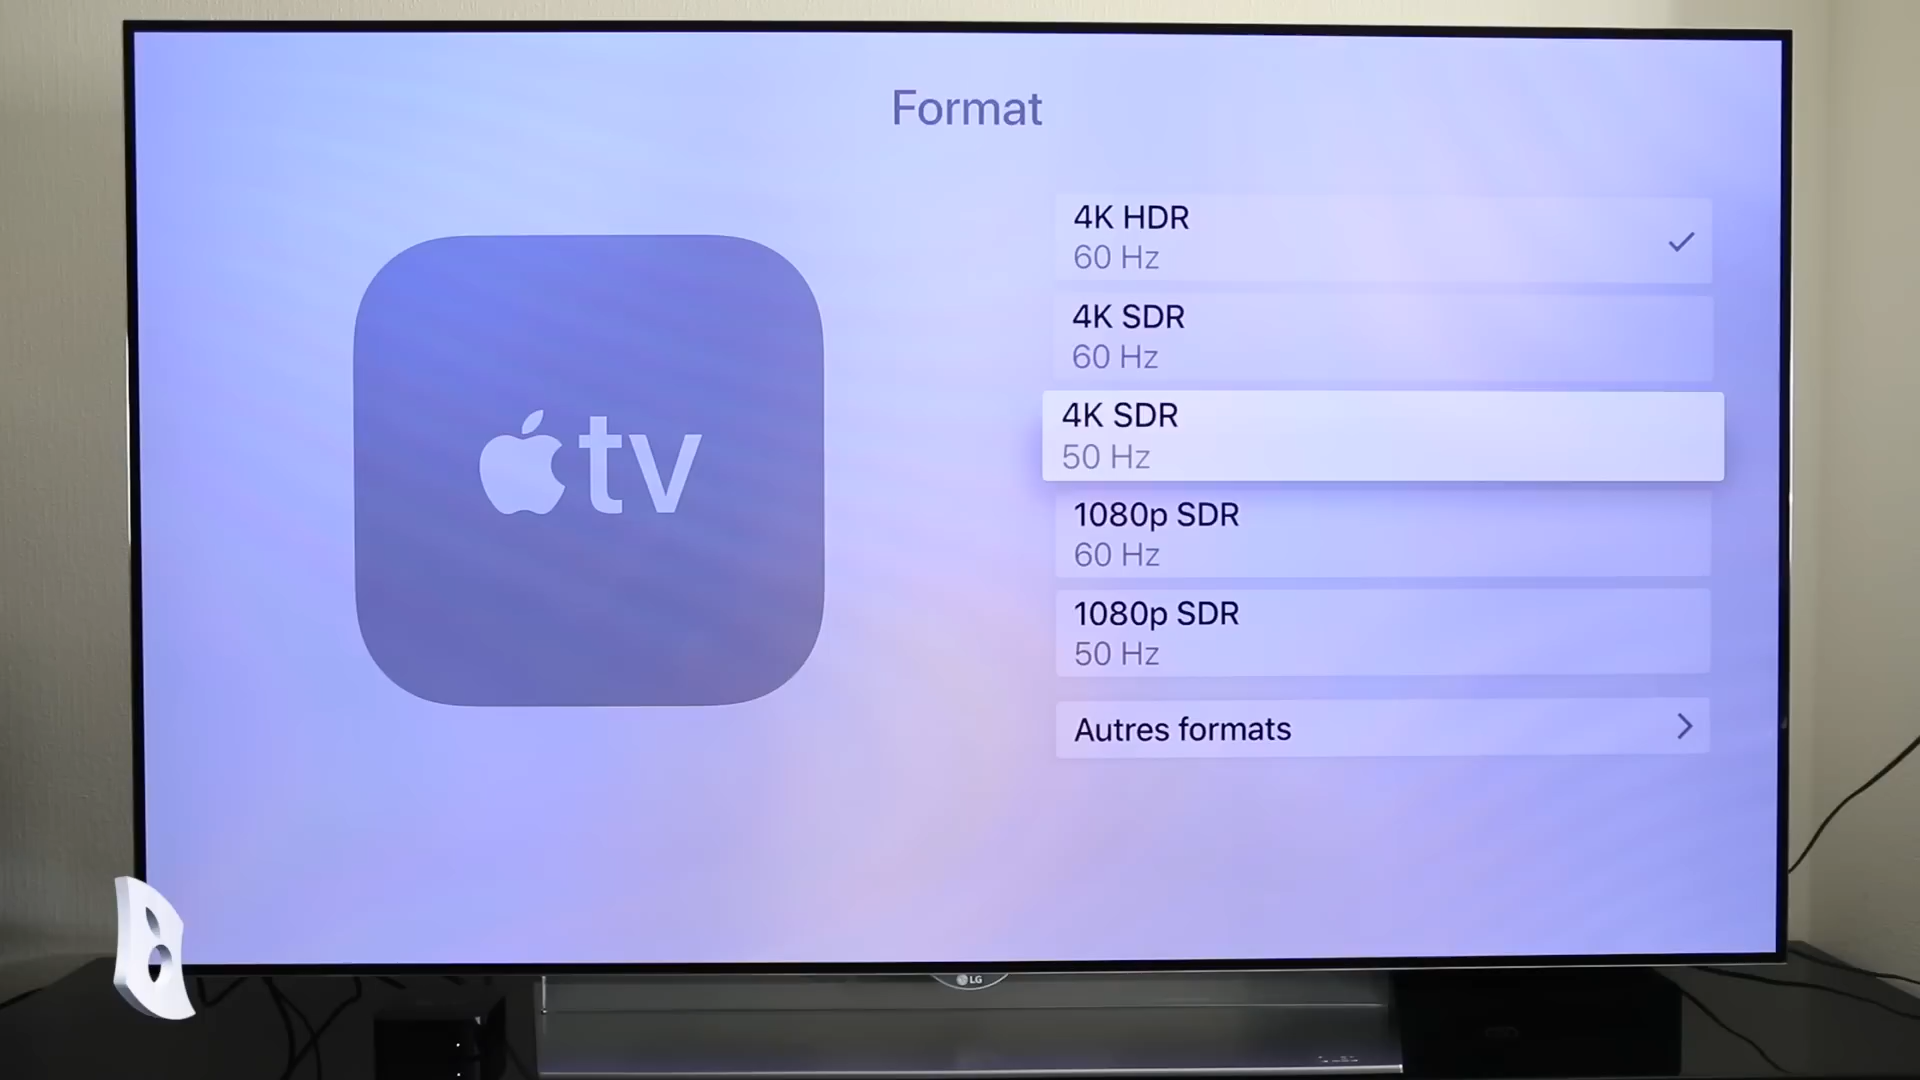 Format
4K HDR
60 Hz
4K SDR
60 Hz
4K SDR
50 Hz
1080p SDR
60 Hz
1080p SDR
50 Hz
Autres formats
tv
LG
B